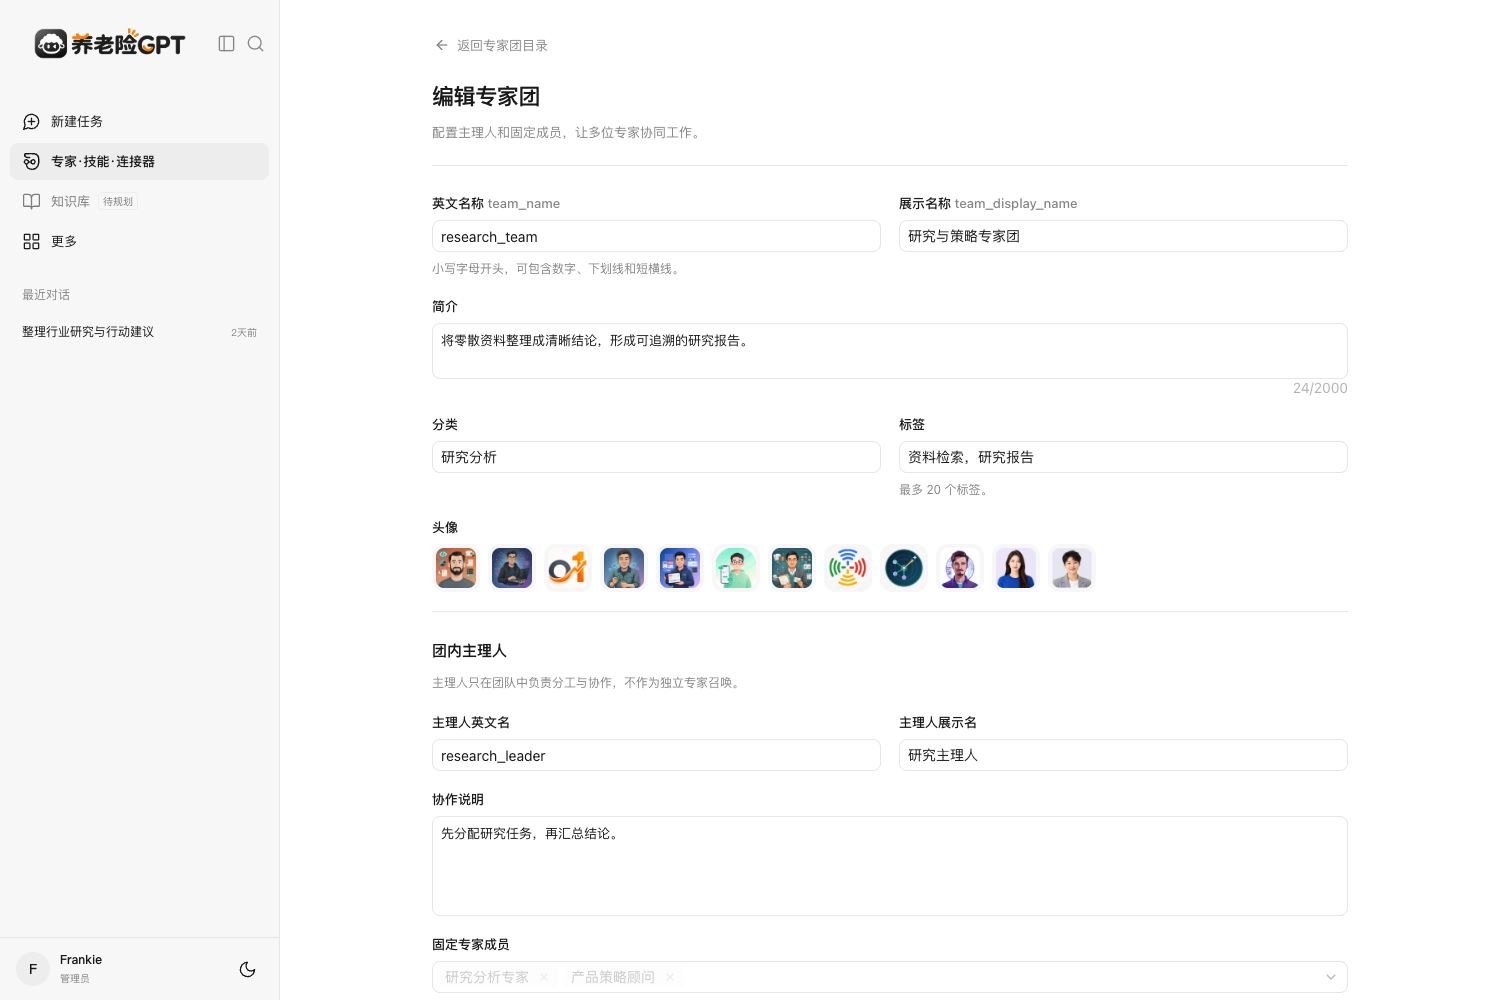 养老险GPT
新建任务
专家·技能·连接器
知识库 待规划
更多
最近对话
整理行业研究与行动建议 2天前
F
Frankie
管理员
返回专家团目录
编辑专家团
配置主理人和固定成员，让多位专家协同工作。
英文名称 team_name
展示名称 team_display_name
research_team
研究与策略专家团
小写字母开头，可包含数字、下划线和短横线。
简介
将零散资料整理成清晰结论，形成可追溯的研究报告。
24/2000
分类
标签
研究分析
资料检索，研究报告
最多 20 个标签。
头像
团内主理人
主理人只在团队中负责分工与协作，不作为独立专家召唤。
主理人英文名
主理人展示名
research_leader
研究主理人
协作说明
先分配研究任务，再汇总结论。
固定专家成员
研究分析专家 × 产品策略顾问 ×